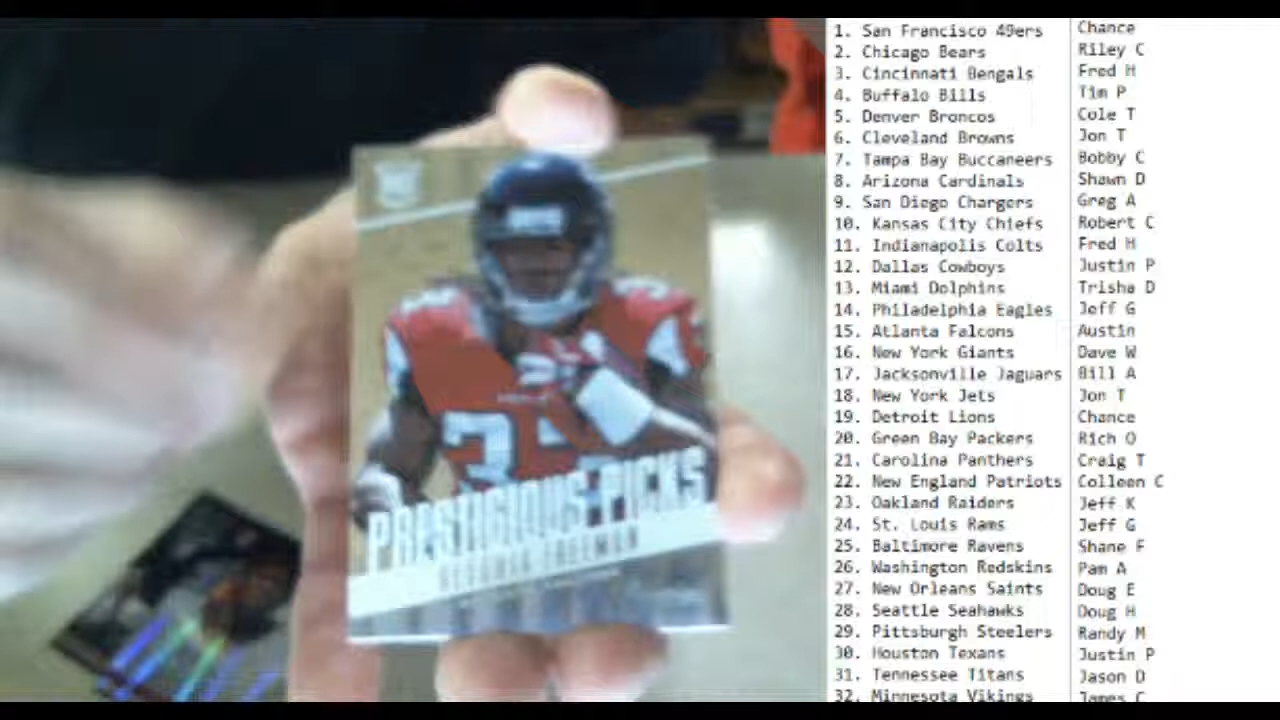 PRESTIGIOUS PICKS
1. San Francisco 49ers Chance
2. Chicago Bears Riley C
3. Cincinnati Bengals Fred H
4. Buffalo Bills Tim P
5. Denver Broncos Cole T
6. Cleveland Browns Jon T
7. Tampa Bay Buccaneers Bobby C
8. Arizona Cardinals Shawn D
9. San Diego Chargers Greg A
10. Kansas City Chiefs Robert C
11. Indianapolis Colts Fred H
12. Dallas Cowboys Justin P
13. Miami Dolphins Trisha D
14. Philadelphia Eagles Jeff G
15. Atlanta Falcons Austin
16. New York Giants Dave W
17. Jacksonville Jaguars Bill A
18. New York Jets Jon T
19. Detroit Lions Chance
20. Green Bay Packers Rich O
21. Carolina Panthers Craig T
22. New England Patriots Colleen C
23. Oakland Raiders Jeff K
24. St. Louis Rams Jeff G
25. Baltimore Ravens Shane F
26. Washington Redskins Pam A
27. New Orleans Saints Doug E
28. Seattle Seahawks Doug H
29. Pittsburgh Steelers Randy M
30. Houston Texans Justin P
31. Tennessee Titans Jason D
32. Minnesota Vikings James C